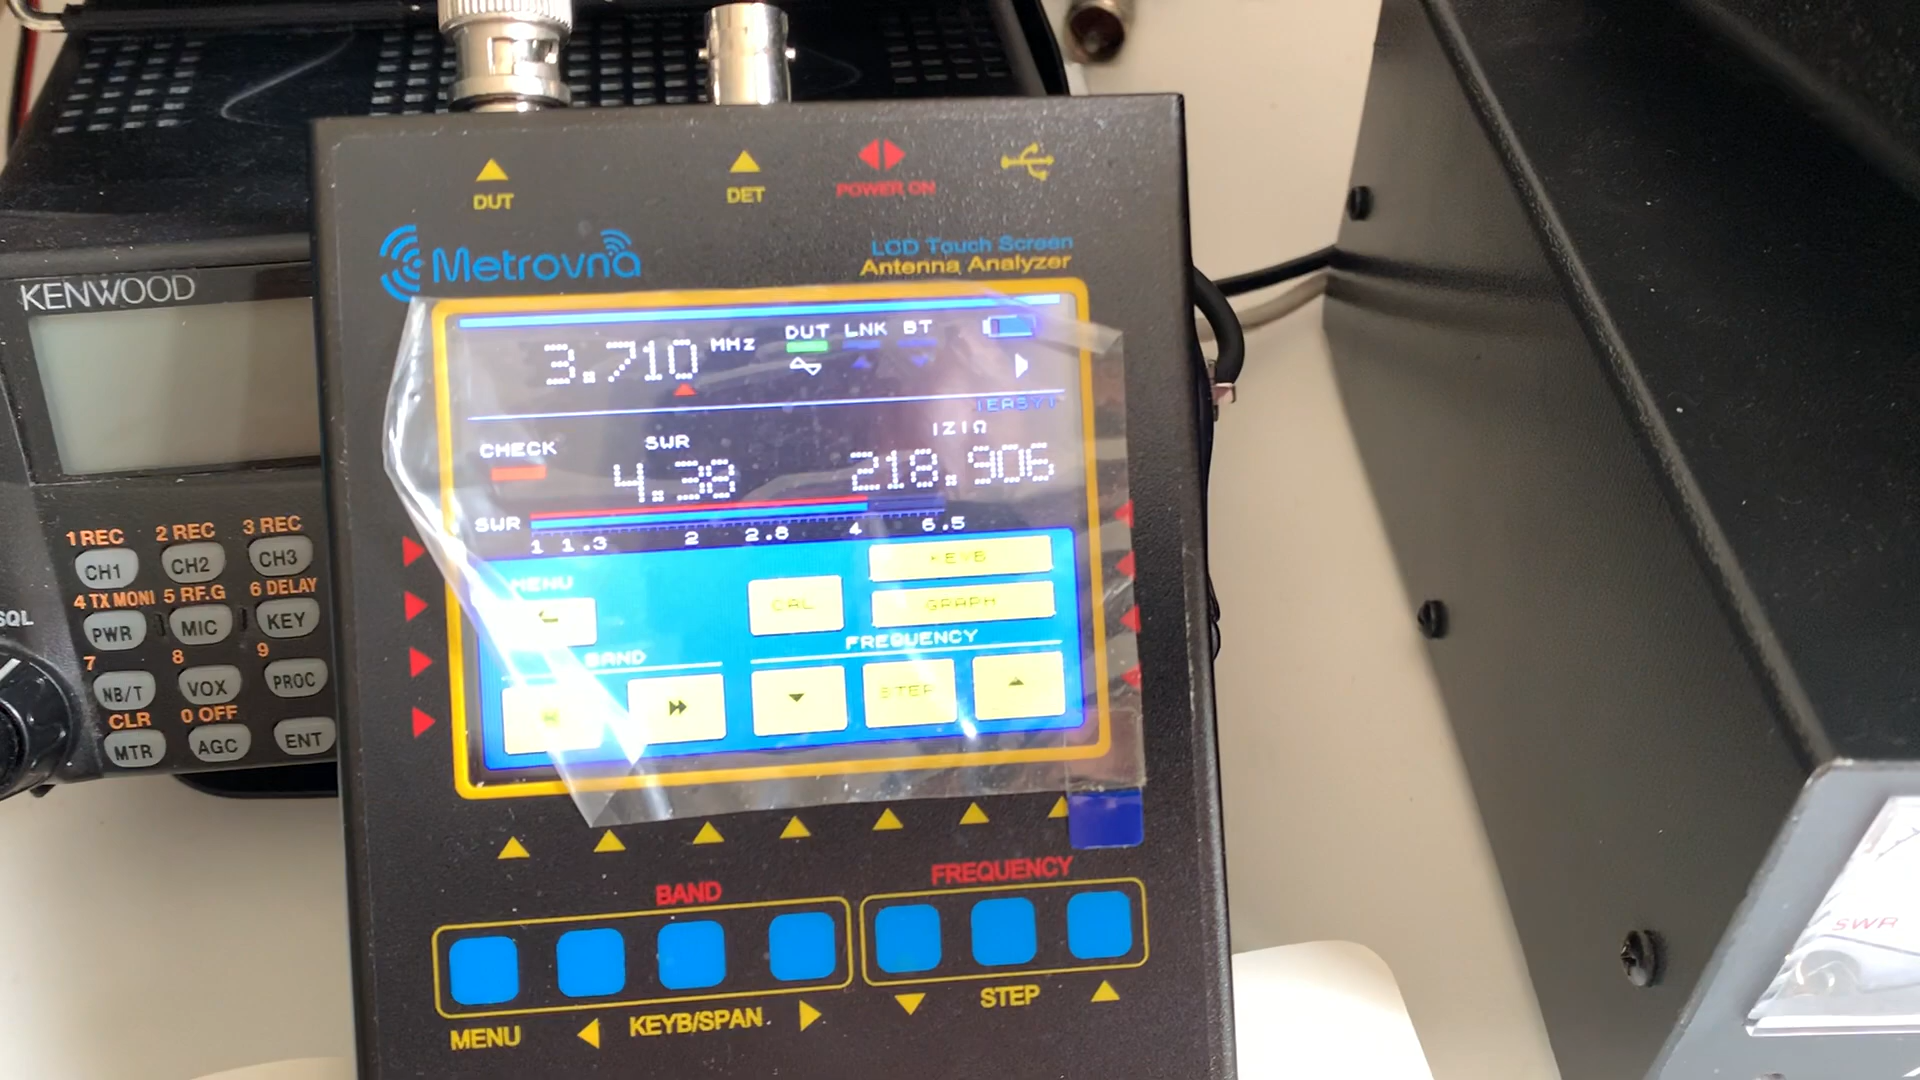 DUT
DET
POWER ON
Metrovna
LCD Touch Screen
Antenna Analyzer
KENWOOD
3.710 MHz
DUT LNK BT
CHECK
SWR
4.38
IZIΩ
218.906
SWR
1 1.3 2 2.8 4 6.5
MENU
CAL
KEYB
GRAPH
BAND
FREQUENCY
STEP
1 REC 2 REC 3 REC
CH1 CH2 CH3
4 TX MONI 5 RF.G 6 DELAY
PWR MIC KEY
7 8 9
NB/T VOX PROC
CLR 0 OFF
MTR AGC ENT
SQL
BAND
FREQUENCY
MENU
KEYB/SPAN
STEP
SWR